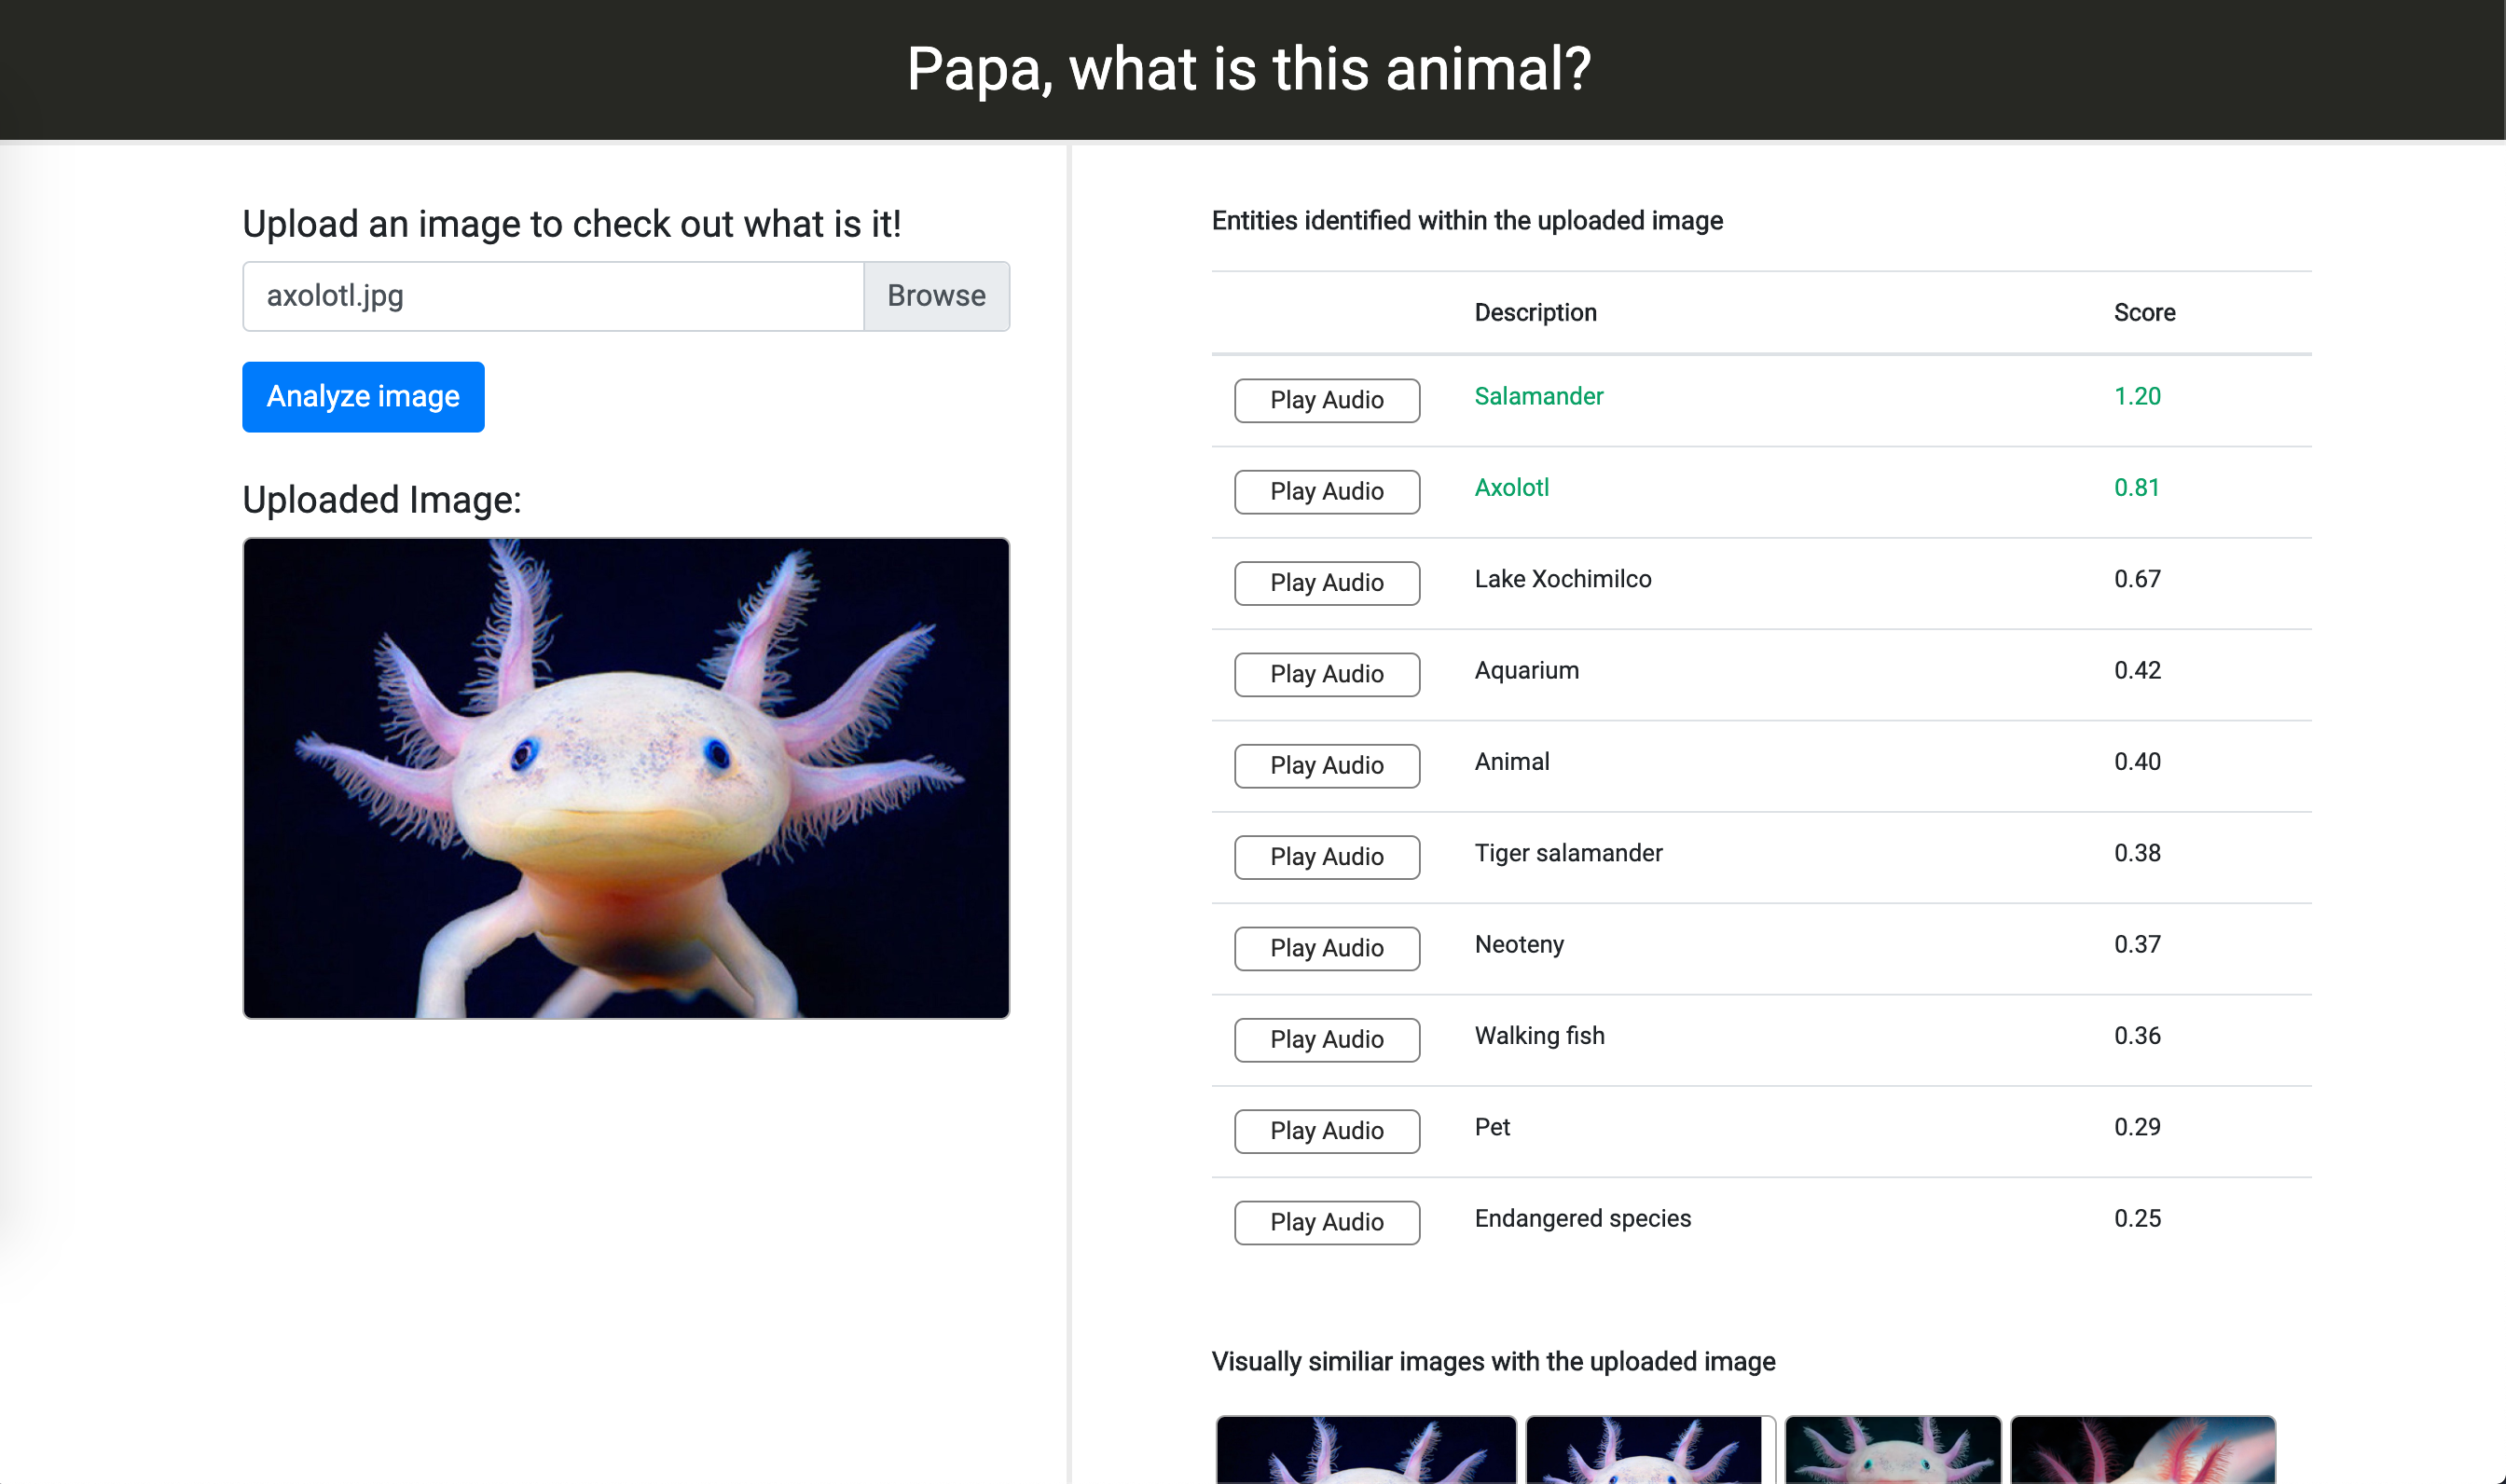 Papa, what is this animal?
Upload an image to check out what is it!
axolotl.jpg Browse
Analyze image
Uploaded Image:
Entities identified within the uploaded image
Description Score
Play Audio Salamander 1.20
Play Audio Axolotl 0.81
Play Audio Lake Xochimilco 0.67
Play Audio Aquarium 0.42
Play Audio Animal 0.40
Play Audio Tiger salamander 0.38
Play Audio Neoteny 0.37
Play Audio Walking fish 0.36
Play Audio Pet 0.29
Play Audio Endangered species 0.25
Visually similiar images with the uploaded image